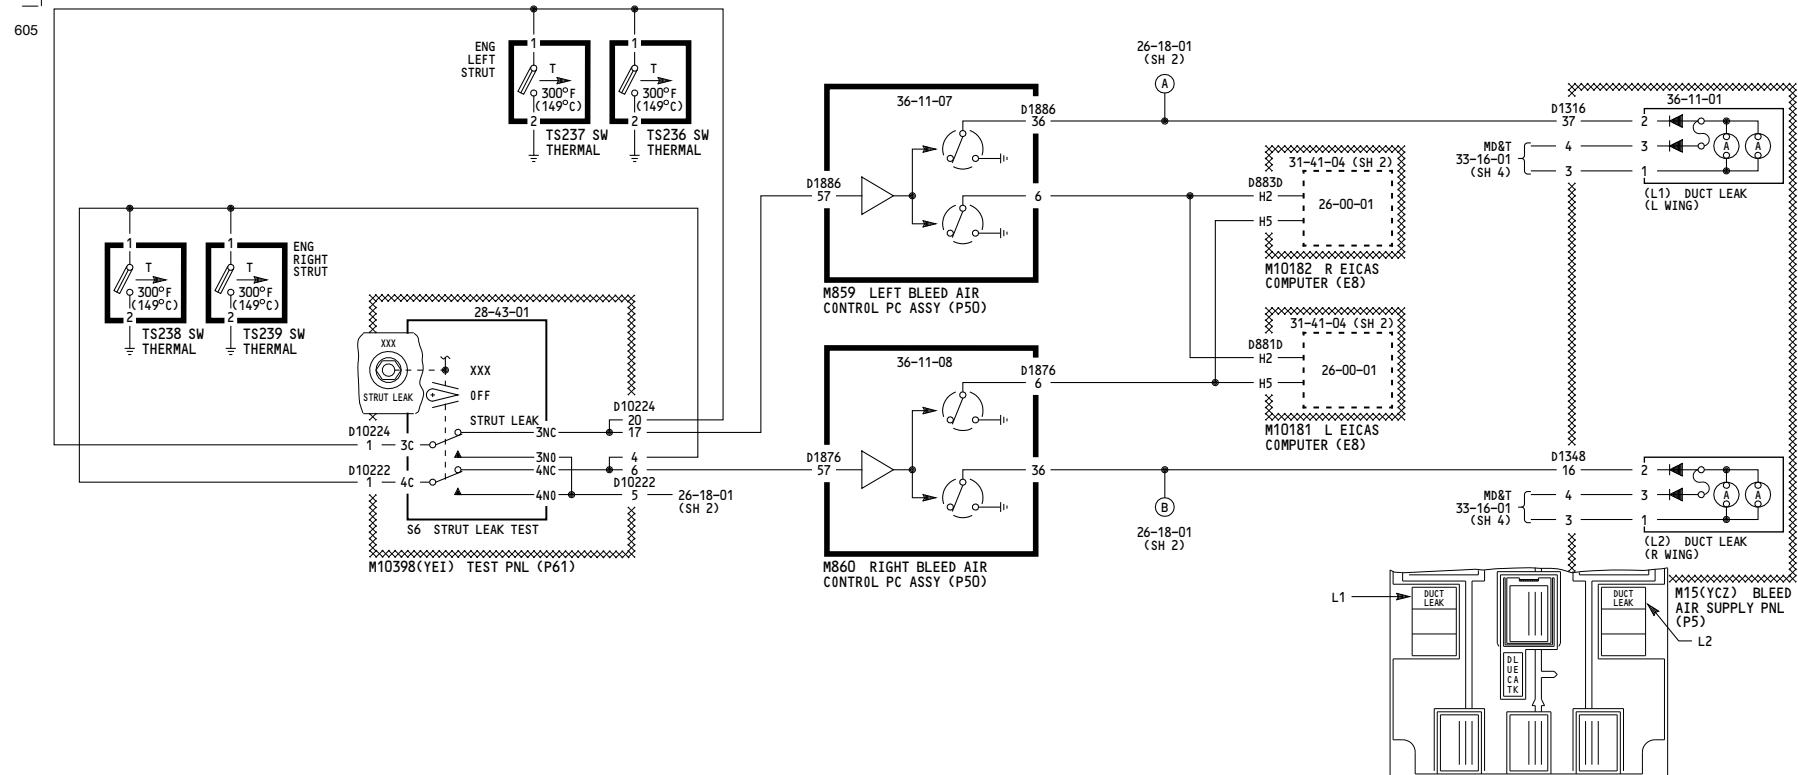 605
ENG
LEFT
STRUT
1
T
300°F
(149°C)
2
TS237 SW
THERMAL
1
T
300°F
(149°C)
2
TS236 SW
THERMAL
1
T
300°F
(149°C)
2
TS238 SW
THERMAL
1
T
300°F
(149°C)
2
TS239 SW
THERMAL
ENG
RIGHT
STRUT
28-43-01
XXX
STRUT LEAK
XXX
OFF
STRUT LEAK
D10224
1
3C
3NC
3NO
D10222
1
4C
4NC
4NO
D10224
20
17
4
6
D10222
5
26-18-01
(SH 2)
S6 STRUT LEAK TEST
M10398(YEI) TEST PNL (P61)
D1886
57
36-11-07
D1886
36
6
M859 LEFT BLEED AIR
CONTROL PC ASSY (P50)
D1876
57
36-11-08
D1876
6
36
M860 RIGHT BLEED AIR
CONTROL PC ASSY (P50)
26-18-01
(SH 2)
A
B
26-18-01
(SH 2)
31-41-04 (SH 2)
D883D
H2
H5
26-00-01
M10182 R EICAS
COMPUTER (E8)
31-41-04 (SH 2)
D881D
H2
H5
26-00-01
M10181 L EICAS
COMPUTER (E8)
D1316
37
MD&T
33-16-01
(SH 4)
4
3
36-11-01
2
3
1
A
A
(L1) DUCT LEAK
(L WING)
D1348
16
MD&T
33-16-01
(SH 4)
4
3
2
3
1
A
A
(L2) DUCT LEAK
(R WING)
M15(YCZ) BLEED
AIR SUPPLY PNL
(P5)
L1
DUCT
LEAK
DUCT
LEAK
L2
DL
UE
CA
TK